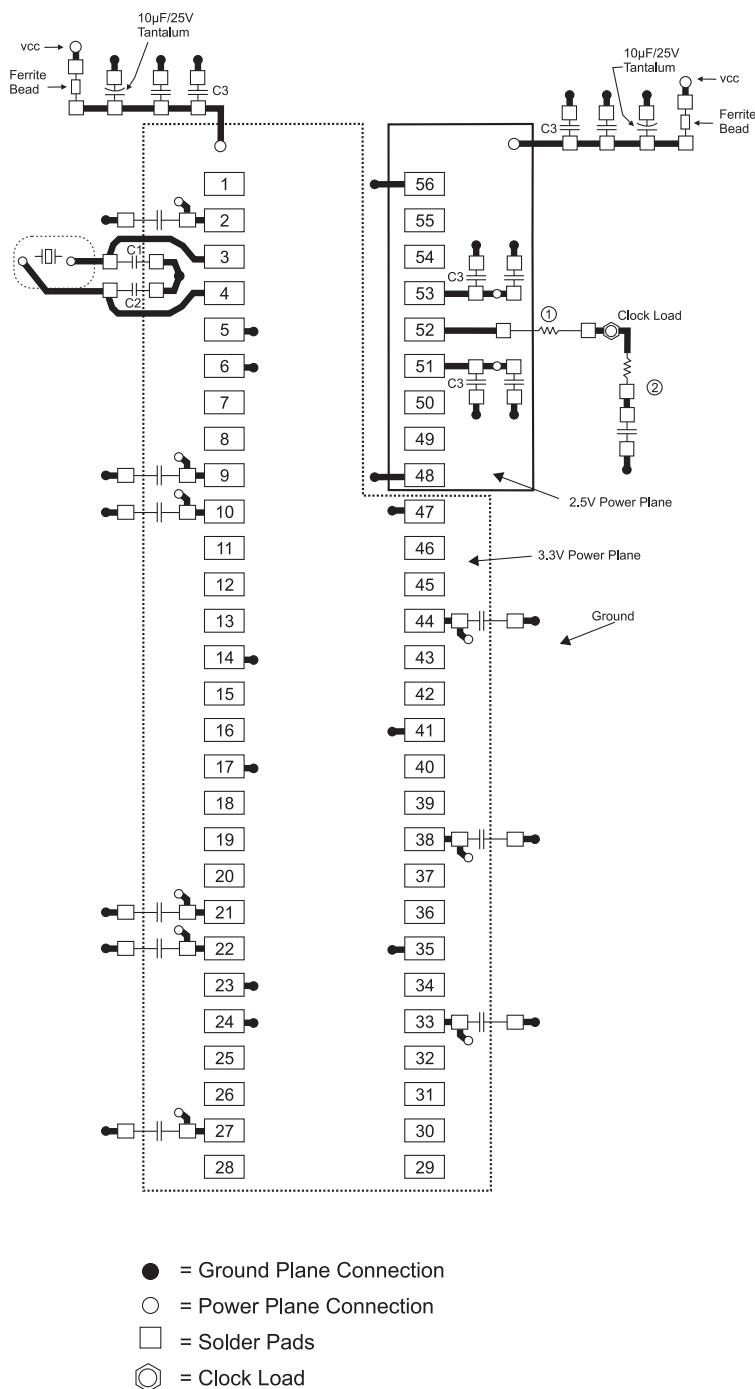 10µF/25V
Tantalum
vcc
Ferrite
Bead
C3
10µF/25V
Tantalum
vcc
C3
Ferrite
Bead
1
56
2
55
3
54
C1
C3
4
53
C2
5
52
1
Clock Load
6
51
C3
2
7
50
8
49
9
48
2.5V Power Plane
10
47
11
46
3.3V Power Plane
12
45
13
44
Ground
14
43
15
42
16
41
17
40
18
39
19
38
20
37
21
36
22
35
23
34
24
33
25
32
26
31
27
30
28
29
= Ground Plane Connection
= Power Plane Connection
= Solder Pads
= Clock Load